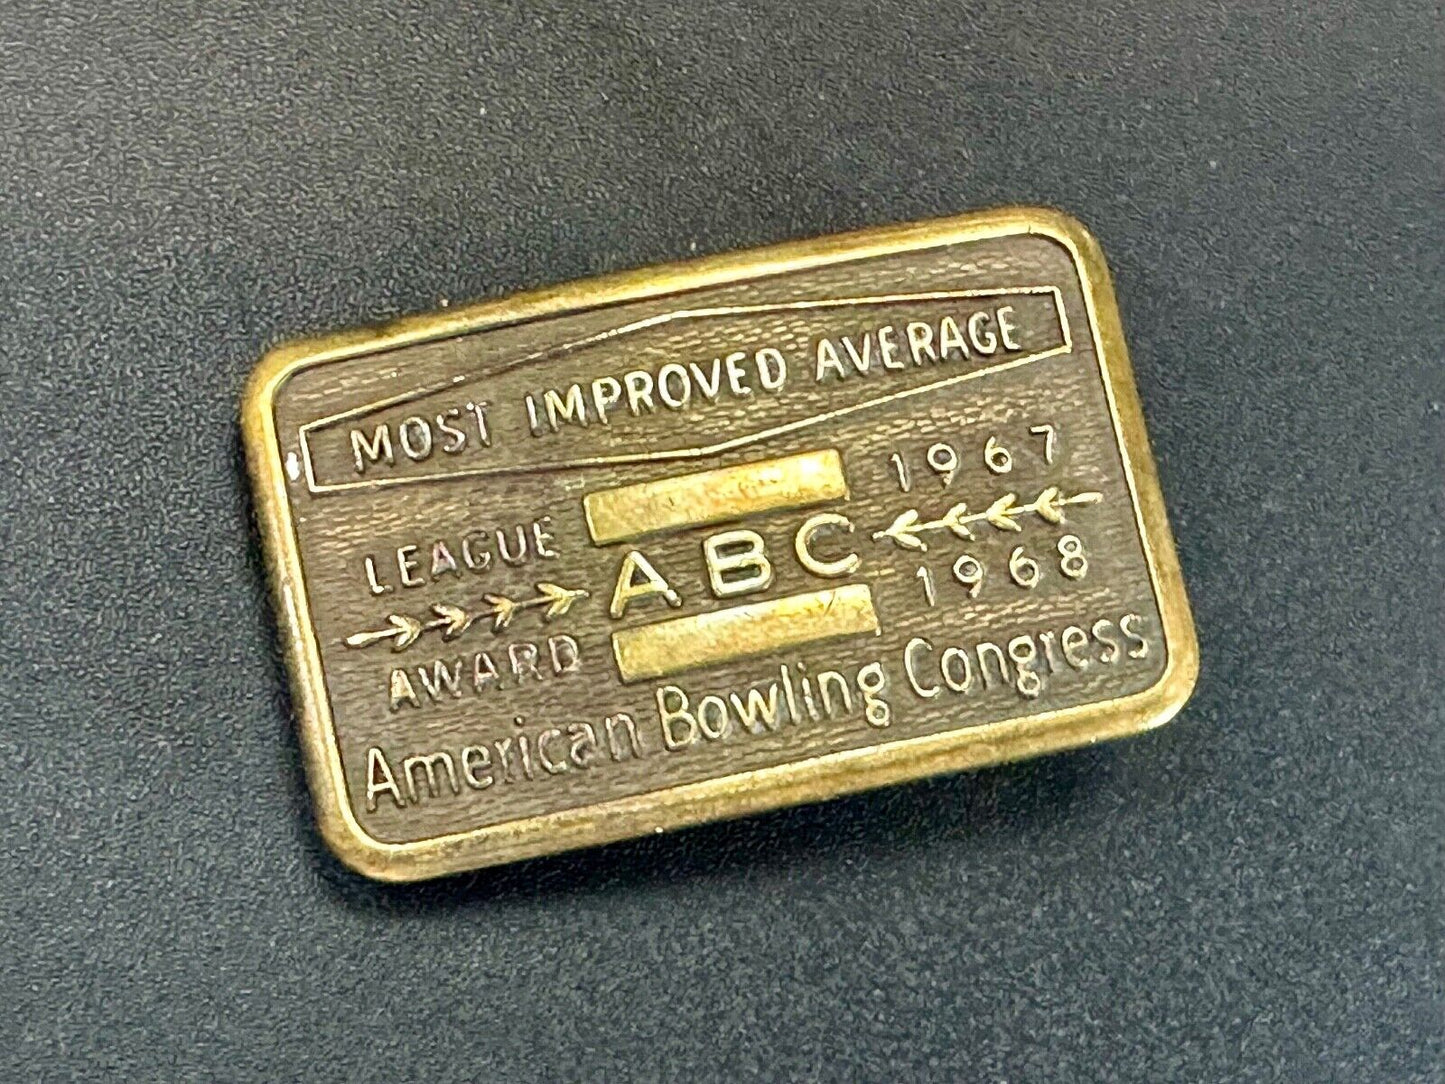 MOST IMPROVED AVERAGE
LEAGUE
AWARD
ABC
1967
1968
American Bowling Congress